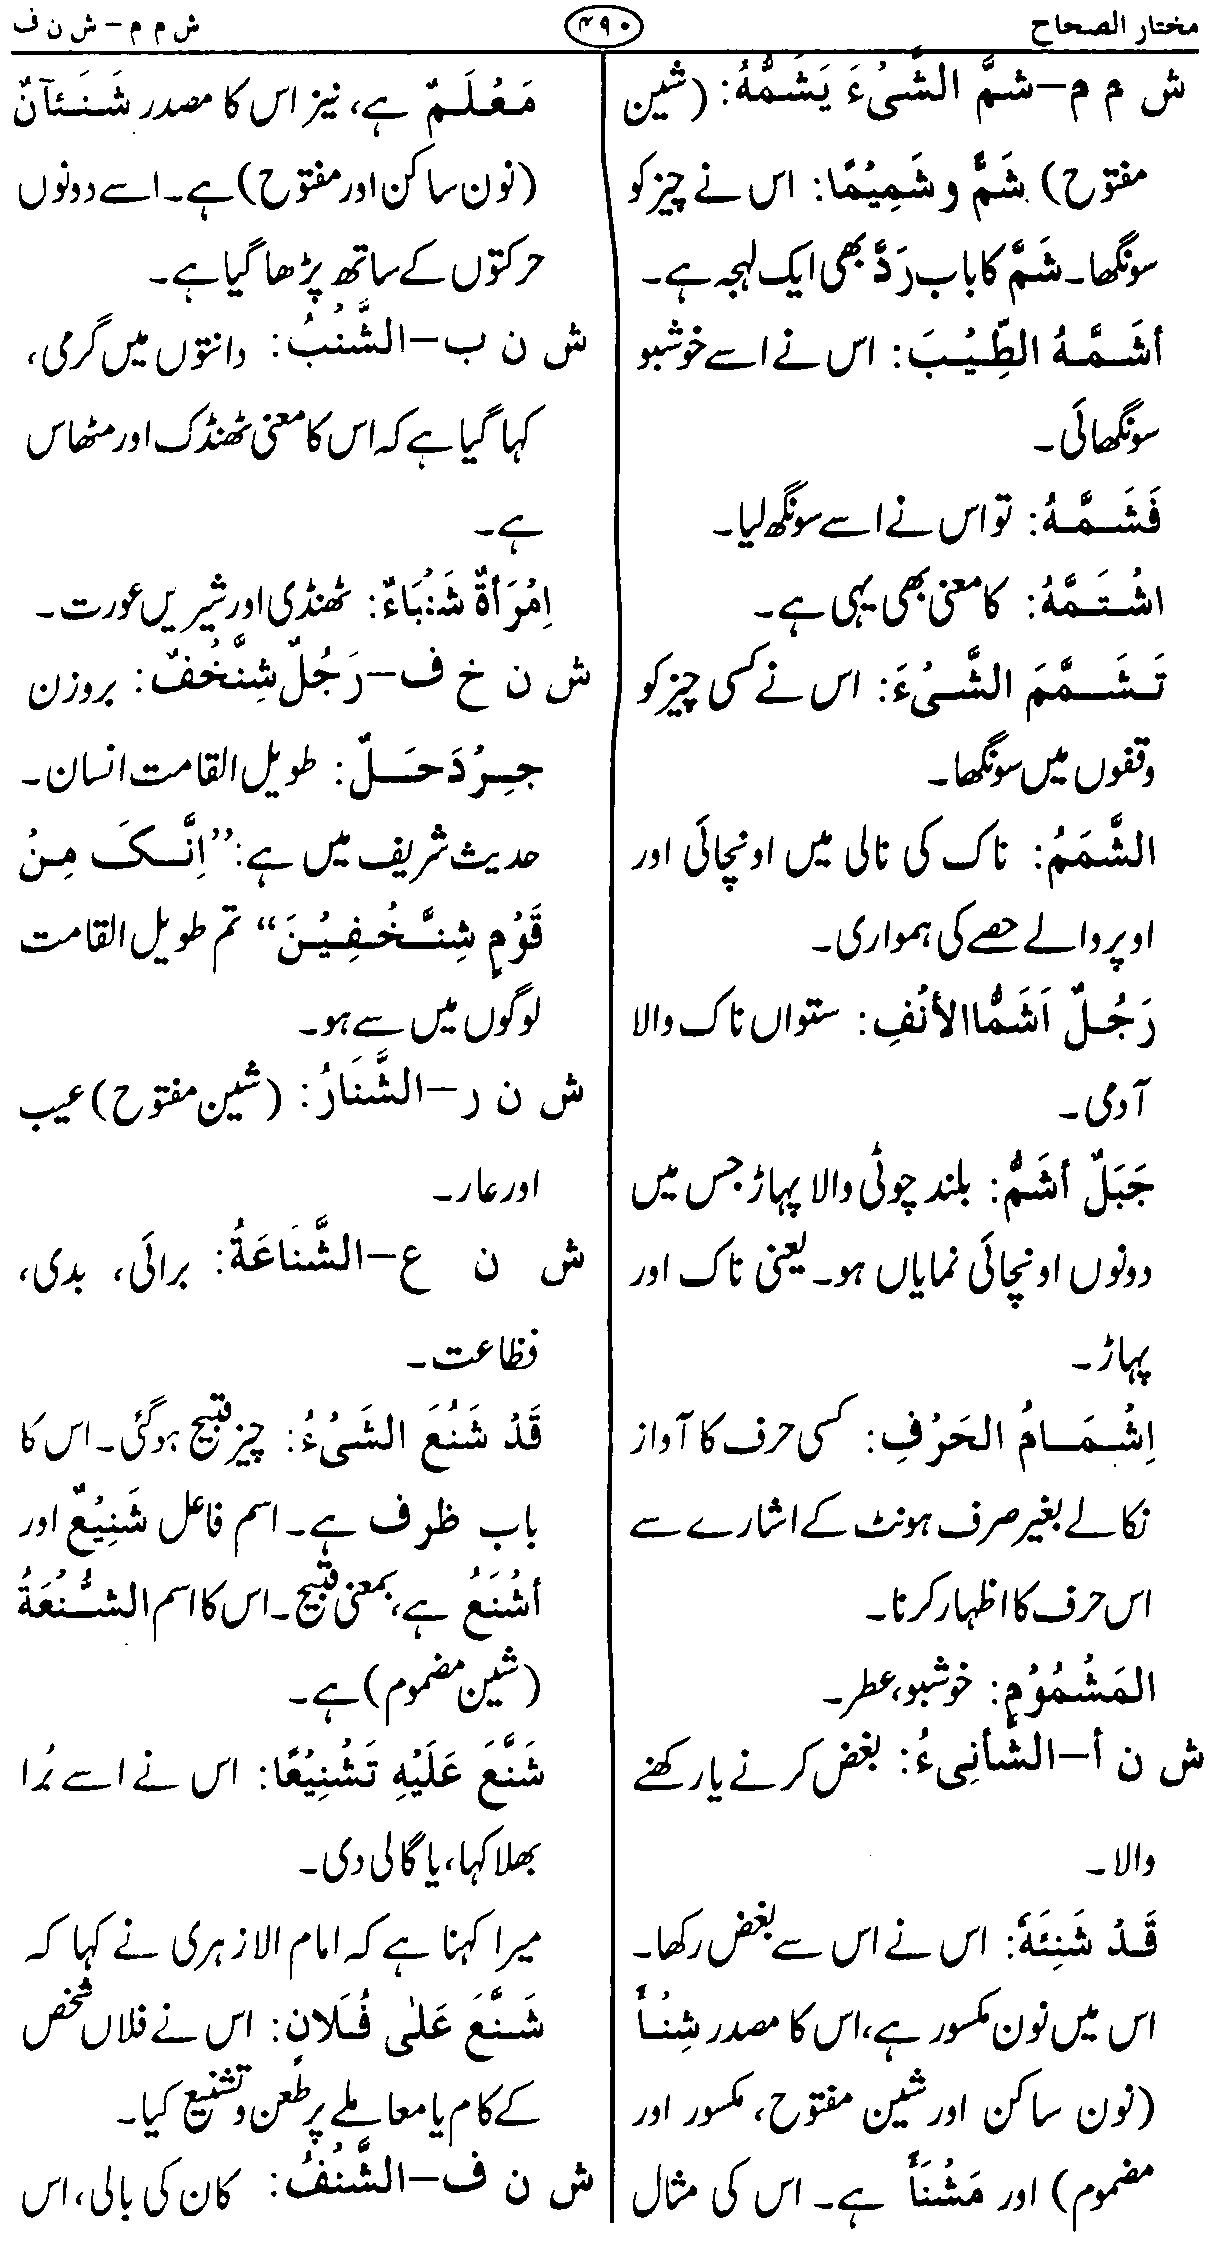 مختار الصحاح
۴۹۰
ش م م – ش ن ف
ش م م – شمَّ الشَّیْءَ یَشَمُّهُ: (شین
مفتوح) شَمًّ و شَمِیْمًا: اس نے چیز کو
سونگھا۔ شَمَّ کا باب رَدَّ بھی ایک لہجہ ہے۔
أشَمَّهُ الطِّیْبَ: اس نے اسے خوشبو
سونگھائی۔
فَشَمَّهُ: تو اس نے اسے سونگھ لیا۔
اشْتَمَّهُ: کا معنی بھی یہی ہے۔
تَشَمَّمَ الشَّیْءَ: اس نے کسی چیز کو
وقفوں میں سونگھا۔
الشَّمَمُ: ناک کی نالی میں اونچائی اور
اوپر والے حصے کی ہمواری۔
رَجُلٌ اَشَمُّ الأنْفِ: ستواں ناک والا
آدمی۔
جَبَلٌ أشَمُّ: بلند چوٹی والا پہاڑ جس میں
دونوں اونچائی نمایاں ہو۔ یعنی ناک اور
پہاڑ۔
اِشْمَامُ الحَرْفِ: کسی حرف کا آواز
نکالے بغیر صرف ہونٹ کے اشارے سے
اس حرف کا اظہار کرنا۔
المَشْمُوْمِ: خوشبو، عطر۔
ش ن أ – الشأنِیءُ: بغض کرنے یا رکھنے
والا۔
قَدْ شَنِئَهٗ: اس نے اس سے بغض رکھا۔
اس میں نون مکسور ہے، اس کا مصدر شِنْأً
(نون ساکن اور شین مفتوح، مکسور اور
مضموم) اور مَشْنَأً ہے۔ اس کی مثال
مَعْلَمٌ ہے، نیز اس کا مصدر شَنَئآنٌ
(نون ساکن اور مفتوح) ہے۔ اسے دونوں
حرکتوں کے ساتھ پڑھا گیا ہے۔
ش ن ب – الشَّنُبُ: دانتوں میں گرمی،
کہا گیا ہے کہ اس کا معنی ٹھنڈک اور مٹھاس
ہے۔
اِمْرَأةٌ شَنْبَاءٌ: ٹھنڈی اور شیریں عورت۔
ش ن خ ف – رَجُلٌ شِنَّخُفٌ: بروزن
جِرْدَحَلٌ: طویل القامت انسان۔
حدیث شریف میں ہے: ”اِنَّکَ مِنْ
قَوْمٍ شِنَّخُفِیْنَ“ تم طویل القامت
لوگوں میں سے ہو۔
ش ن ر – الشَّنَارُ: (شین مفتوح) عیب
اور عار۔
ش ن ع – الشَّنَاعَةُ: برائی، بدی،
فظاعت۔
قَدْ شَنُعَ الشَیْءُ: چیز قبیح ہوگئی۔ اس کا
باب ظرف ہے۔ اسم فاعل شَنِیْعٌ اور
أشْنَعُ ہے، بمعنی قبیح۔ اس کا اسم الشُّنْعَةُ
(شین مضموم) ہے۔
شَنَّعَ عَلَیْهِ تَشْنِیْعًا: اس نے اسے بُرا
بھلا کہا، یا گالی دی۔
میرا کہنا ہے کہ امام الازہری نے کہا کہ
شَنَّعَ عَلٰی فُلَانٍ: اس نے فلاں شخص
کے کام یا معاملے پر طعن و تشنیع کیا۔
ش ن ف – الشَّنُفُ: کان کی بالی، اس